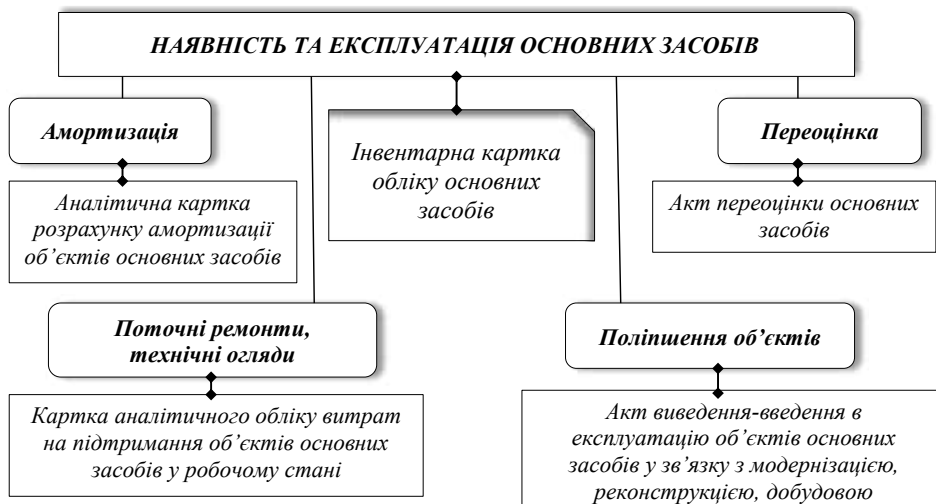 НАЯВНІСТЬ ТА ЕКСПЛУАТАЦІЯ ОСНОВНИХ ЗАСОБІВ
Амортизація
Аналітична картка
розрахунку амортизації
об’єктів основних засобів
Інвентарна картка
обліку основних
засобів
Переоцінка
Акт переоцінки основних
засобів
Поточні ремонти,
технічні огляди
Картка аналітичного обліку витрат
на підтримання об’єктів основних
засобів у робочому стані
Поліпшення об’єктів
Акт виведення-введення в
експлуатацію об’єктів основних
засобів у зв’язку з модернізацією,
реконструкцією, добудовою